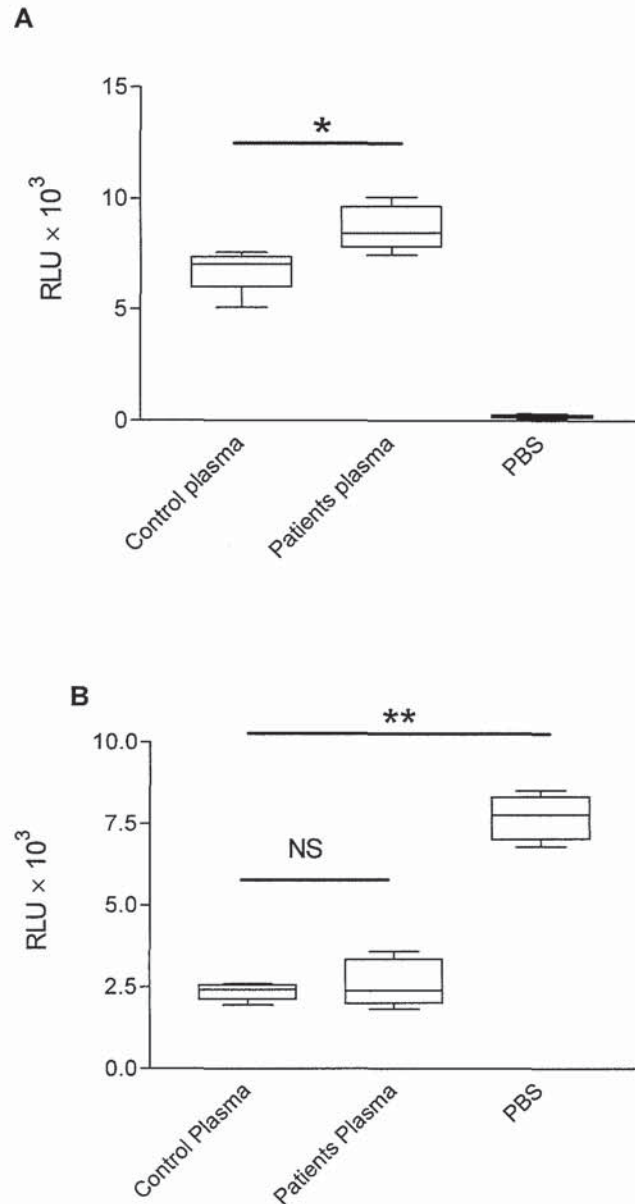 A
15
*
10
RLU × 10³
5
0
Control plasma
Patients plasma
PBS
B
**
10.0
7.5
NS
RLU × 10³
5.0
2.5
0.0
Control Plasma
Patients Plasma
PBS